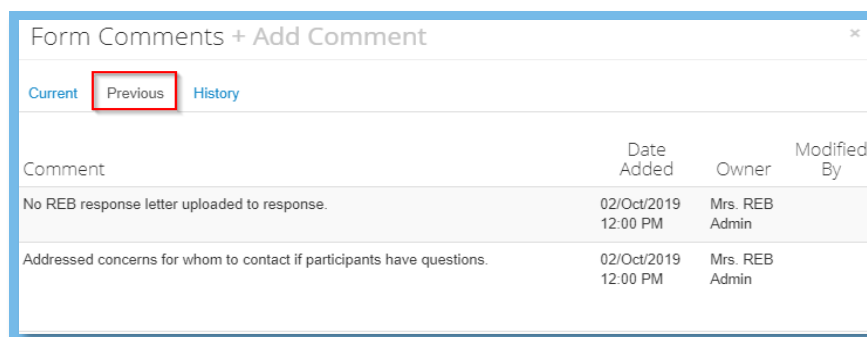 Form Comments + Add Comment ×
Current Previous History
Comment Date Added Owner Modified By
No REB response letter uploaded to response. 02/Oct/2019 Mrs. REB
12:00 PM Admin
Addressed concerns for whom to contact if participants have questions. 02/Oct/2019 Mrs. REB
12:00 PM Admin